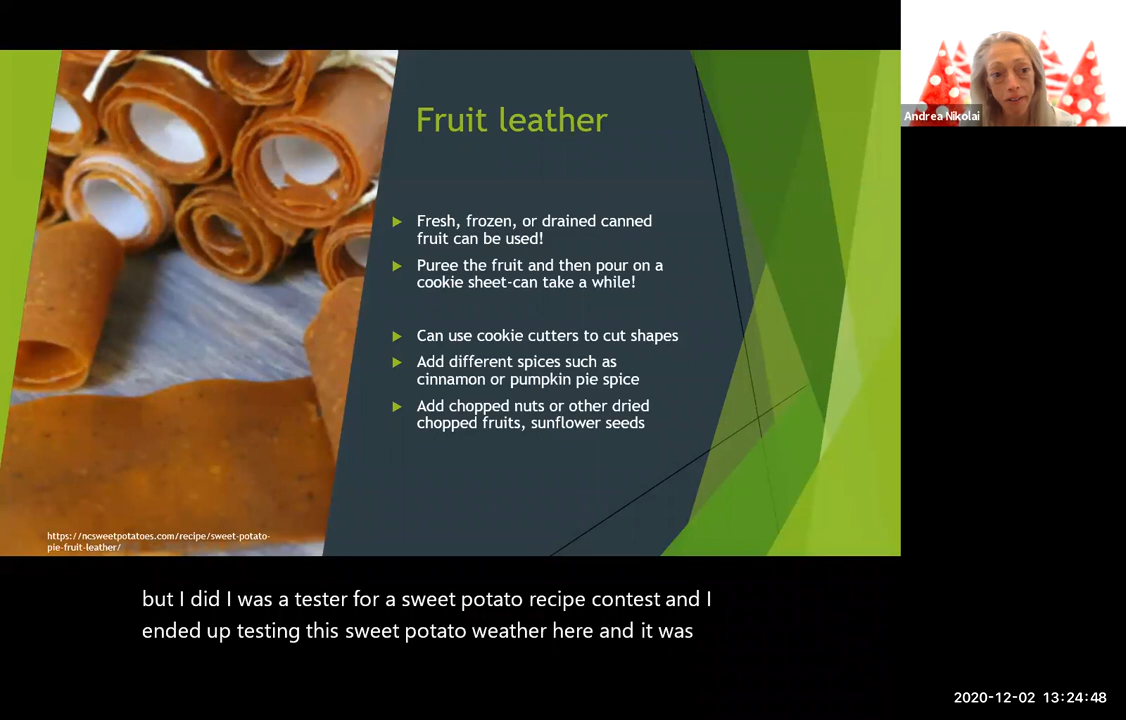 Andrea Nikolai
Fruit leather
Fresh, frozen, or drained canned
fruit can be used!
Puree the fruit and then pour on a
cookie sheet-can take a while!
Can use cookie cutters to cut shapes
Add different spices such as
cinnamon or pumpkin pie spice
Add chopped nuts or other dried
chopped fruits, sunflower seeds
https://ncsweetpotatoes.com/recipe/sweet-potato-
pie-fruit-leather/
but I did I was a tester for a sweet potato recipe contest and I
ended up testing this sweet potato weather here and it was
2020-12-02 13:24:48